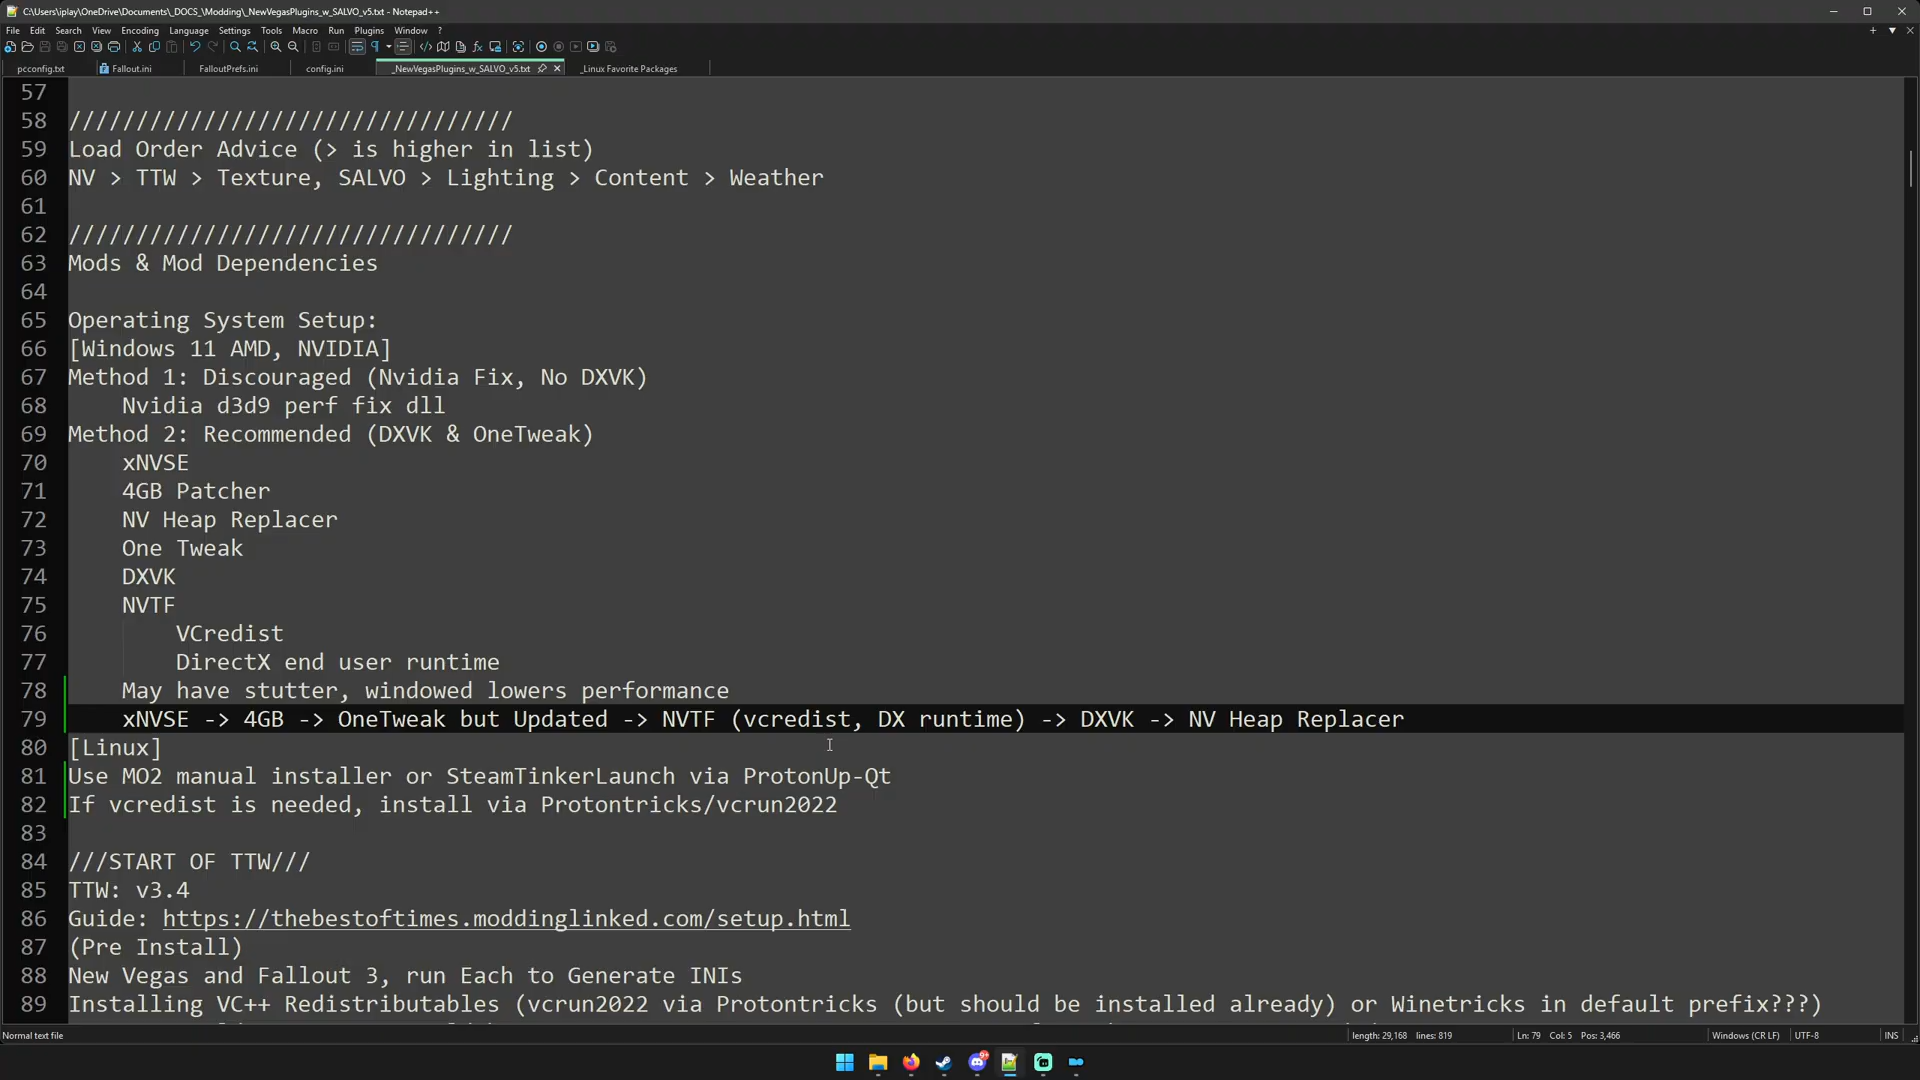 C:\Users\iplay\OneDrive\Documents\_DOCS_\Modding\_NewVegasPlugins_w_SALVO_v5.txt - Notepad++
File Edit Search View Encoding Language Settings Tools Macro Run Plugins Window ?
pcconfig.txt Fallout.ini FalloutPrefs.ini config.ini _NewVegasPlugins_w_SALVO_v5.txt _Linux Favorite Packages
57
58 /////////////////////////////////
59 Load Order Advice (> is higher in list)
60 NV > TTW > Texture, SALVO > Lighting > Content > Weather
61
62 /////////////////////////////////
63 Mods & Mod Dependencies
64
65 Operating System Setup:
66 [Windows 11 AMD, NVIDIA]
67 Method 1: Discouraged (Nvidia Fix, No DXVK)
68 Nvidia d3d9 perf fix dll
69 Method 2: Recommended (DXVK & OneTweak)
70 xNVSE
71 4GB Patcher
72 NV Heap Replacer
73 One Tweak
74 DXVK
75 NVTF
76 VCredist
77 DirectX end user runtime
78 May have stutter, windowed lowers performance
79 xNVSE -> 4GB -> OneTweak but Updated -> NVTF (vcredist, DX runtime) -> DXVK -> NV Heap Replacer
80 [Linux]
81 Use MO2 manual installer or SteamTinkerLaunch via ProtonUp-Qt
82 If vcredist is needed, install via Protontricks/vcrun2022
83
84 ///START OF TTW///
85 TTW: v3.4
86 Guide: https://thebestoftimes.moddinglinked.com/setup.html
87 (Pre Install)
88 New Vegas and Fallout 3, run Each to Generate INIs
89 Installing VC++ Redistributables (vcrun2022 via Protontricks (but should be installed already) or Winetricks in default prefix???)
Normal text file length: 29,168 lines: 819 Ln: 79 Col: 5 Pos: 3,466 Windows (CR LF) UTF-8 INS